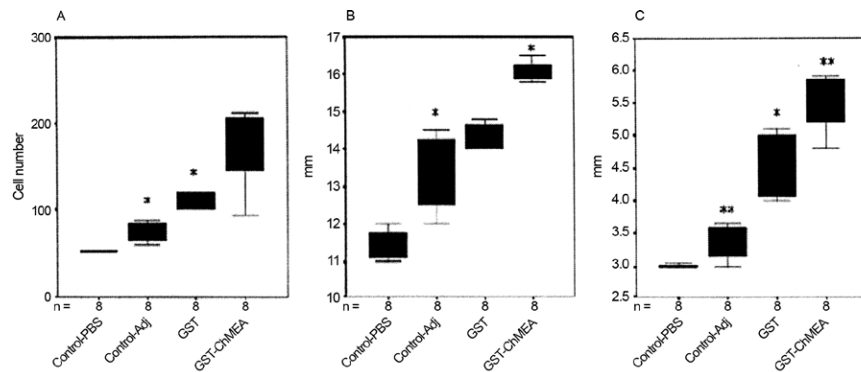 A
300
200
100
0
Cell number
*
*
n = 8 8 8 8
Control-PBS
Control-Adj
GST
GST-ChMEA
B
17
16
15
14
13
12
11
10
mm
*
*
n = 8 8 8 8
Control-PBS
Control-Adj
GST
GST-ChMEA
C
6.5
6.0
5.5
5.0
4.5
4.0
3.5
3.0
2.5
mm
**
*
**
n = 8 8 8 8
Control-PBS
Control-Adj
GST
GST-ChMEA